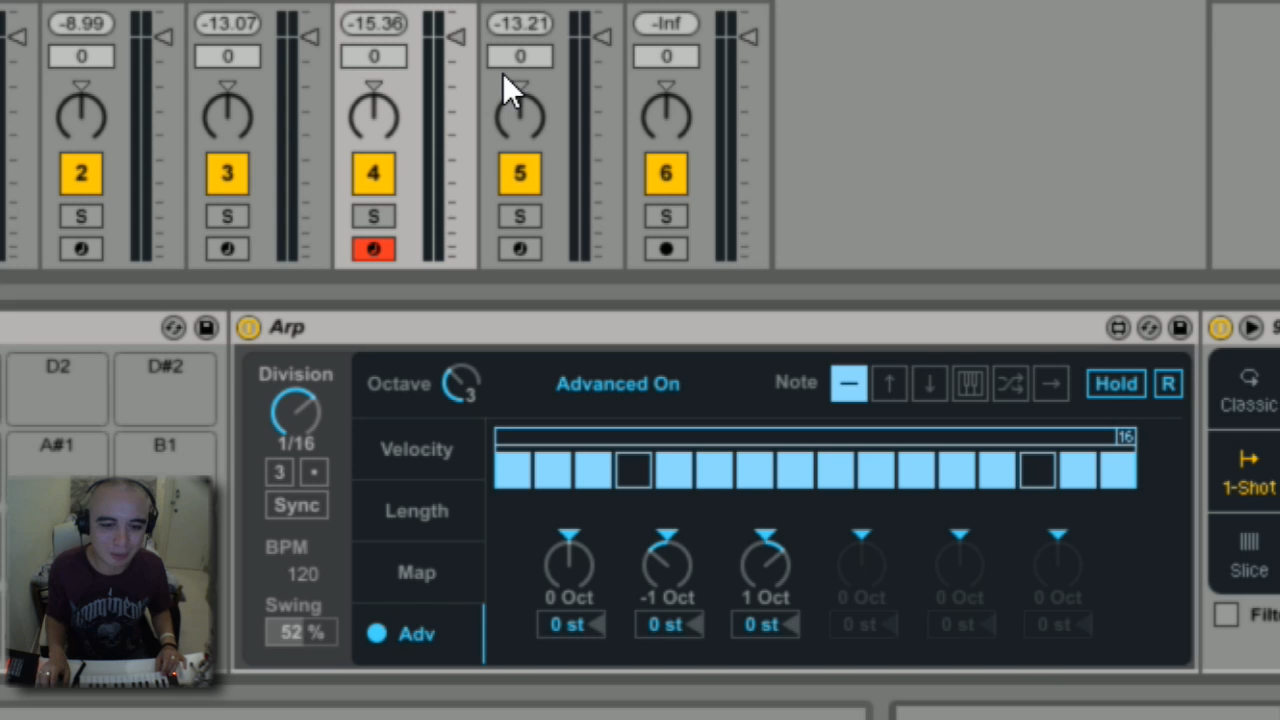 -8.99 -13.07 -15.36 -13.21 -Inf
0 0 0 0 0
2 3 4 5 6
S S S S S
Arp
D2 D#2
A#1 B1
Division
1/16
3
Sync
BPM
120
Swing
52 %
Octave 3 Advanced On Note Hold R
Velocity
Length
Map
Adv
16
0 Oct -1 Oct 1 Oct 0 Oct 0 Oct 0 Oct
0 st 0 st 0 st 0 st 0 st 0 st
Classic
1-Shot
Slice